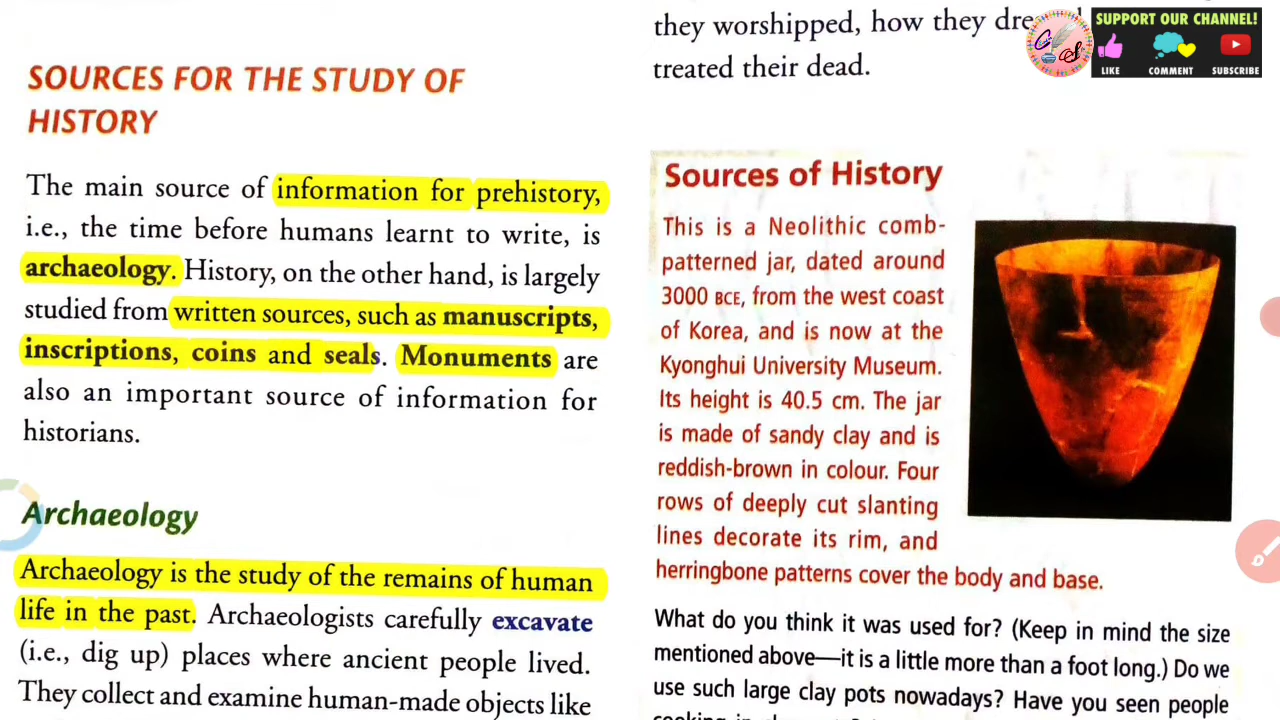 SOURCES FOR THE STUDY OF
HISTORY
The main source of information for prehistory,
i.e., the time before humans learnt to write, is
archaeology. History, on the other hand, is largely
studied from written sources, such as manuscripts,
inscriptions, coins and seals. Monuments are
also an important source of information for
historians.
Archaeology
Archaeology is the study of the remains of human
life in the past. Archaeologists carefully excavate
(i.e., dig up) places where ancient people lived.
They collect and examine human-made objects like
they worshipped, how they
treated their dead.
SUPPORT OUR CHANNEL!
LIKE COMMENT SUBSCRIBE
Sources of History
This is a Neolithic comb-
patterned jar, dated around
3000 BCE, from the west coast
of Korea, and is now at the
Kyonghui University Museum.
Its height is 40.5 cm. The jar
is made of sandy clay and is
reddish-brown in colour. Four
rows of deeply cut slanting
lines decorate its rim, and
herringbone patterns cover the body and base.
What do you think it was used for? (Keep in mind the size
mentioned above—it is a little more than a foot long.) Do we
use such large clay pots nowadays? Have you seen people